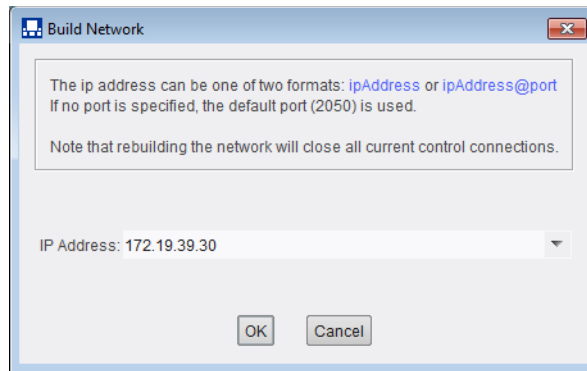 Build Network
The ip address can be one of two formats: ipAddress or ipAddress@port
If no port is specified, the default port (2050) is used.
Note that rebuilding the network will close all current control connections.
IP Address: 172.19.39.30
OK Cancel